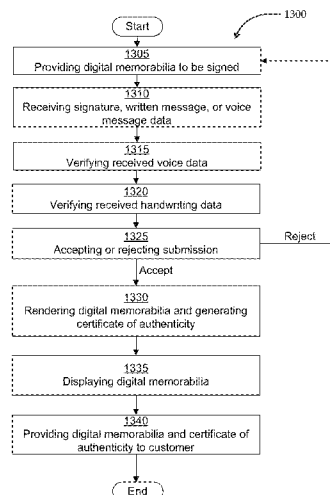 1300
Start
1305
Providing digital memorabilia to be signed
1310
Receiving signature, written message, or voice
message data
1315
Verifying received voice data
1320
Verifying received handwriting data
1325
Accepting or rejecting submission
Reject
Accept
1330
Rendering digital memorabilia and generating
certificate of authenticity
1335
Displaying digital memorabilia
1340
Providing digital memorabilia and certificate of
authenticity to customer
End